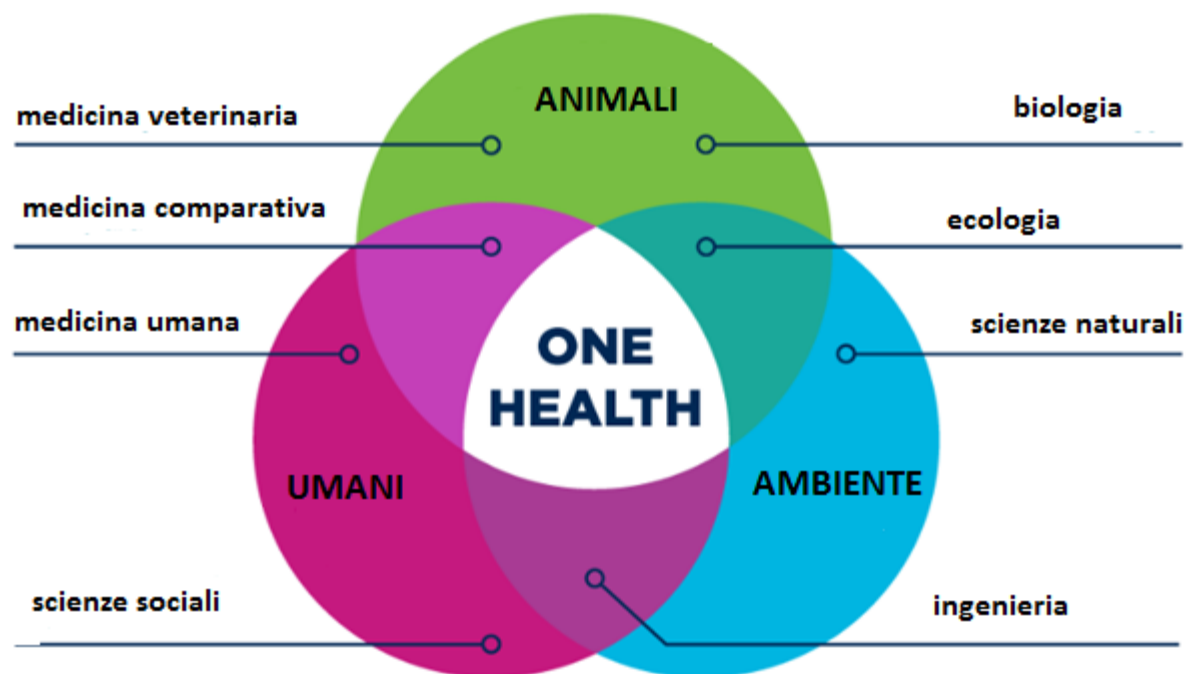 ANIMALI
medicina veterinaria
biologia
medicina comparativa
ecologia
medicina umana
scienze naturali
ONE
HEALTH
UMANI
AMBIENTE
scienze sociali
ingenieria